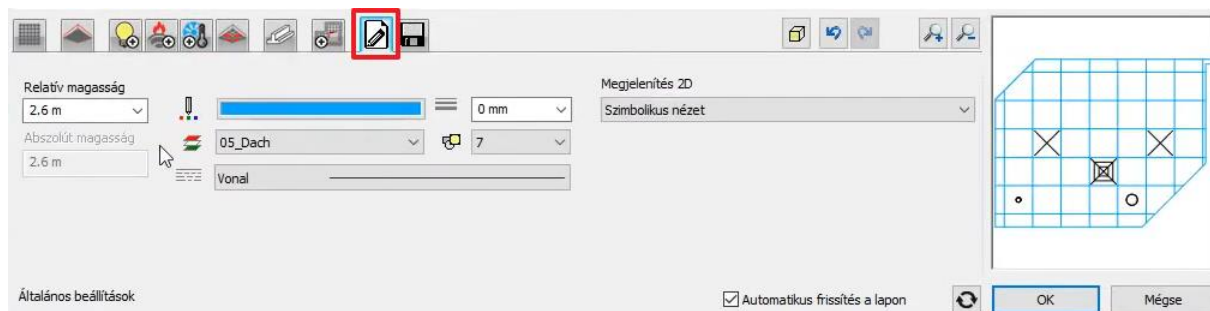 Relatív magasság
2.6 m
Abszolút magasság
2.6 m
0 mm
05_Dach
7
Vonal
Megjelenítés 2D
Szimbolikus nézet
Általános beállítások
Automatikus frissítés a lapon
OK
Mégse